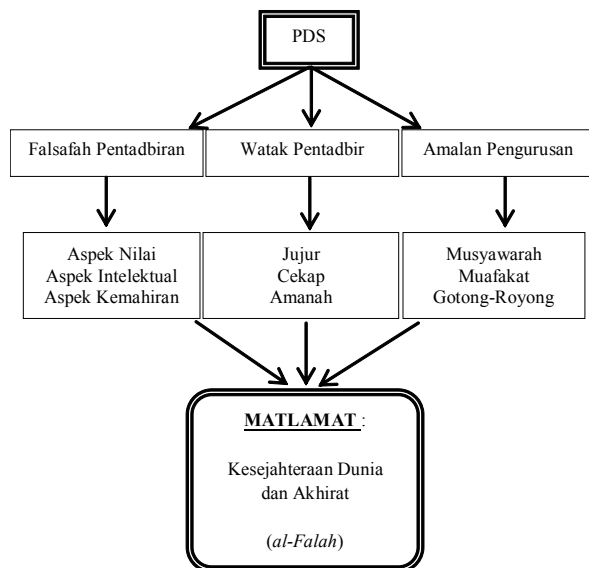 PDS
Falsafah Pentadbiran
Watak Pentadbir
Amalan Pengurusan
Aspek Nilai
Aspek Intelektual
Aspek Kemahiran
Jujur
Cekap
Amanah
Musyawarah
Muafakat
Gotong-Royong
MATLAMAT :
Kesejahteraan Dunia
dan Akhirat
(al-Falah)